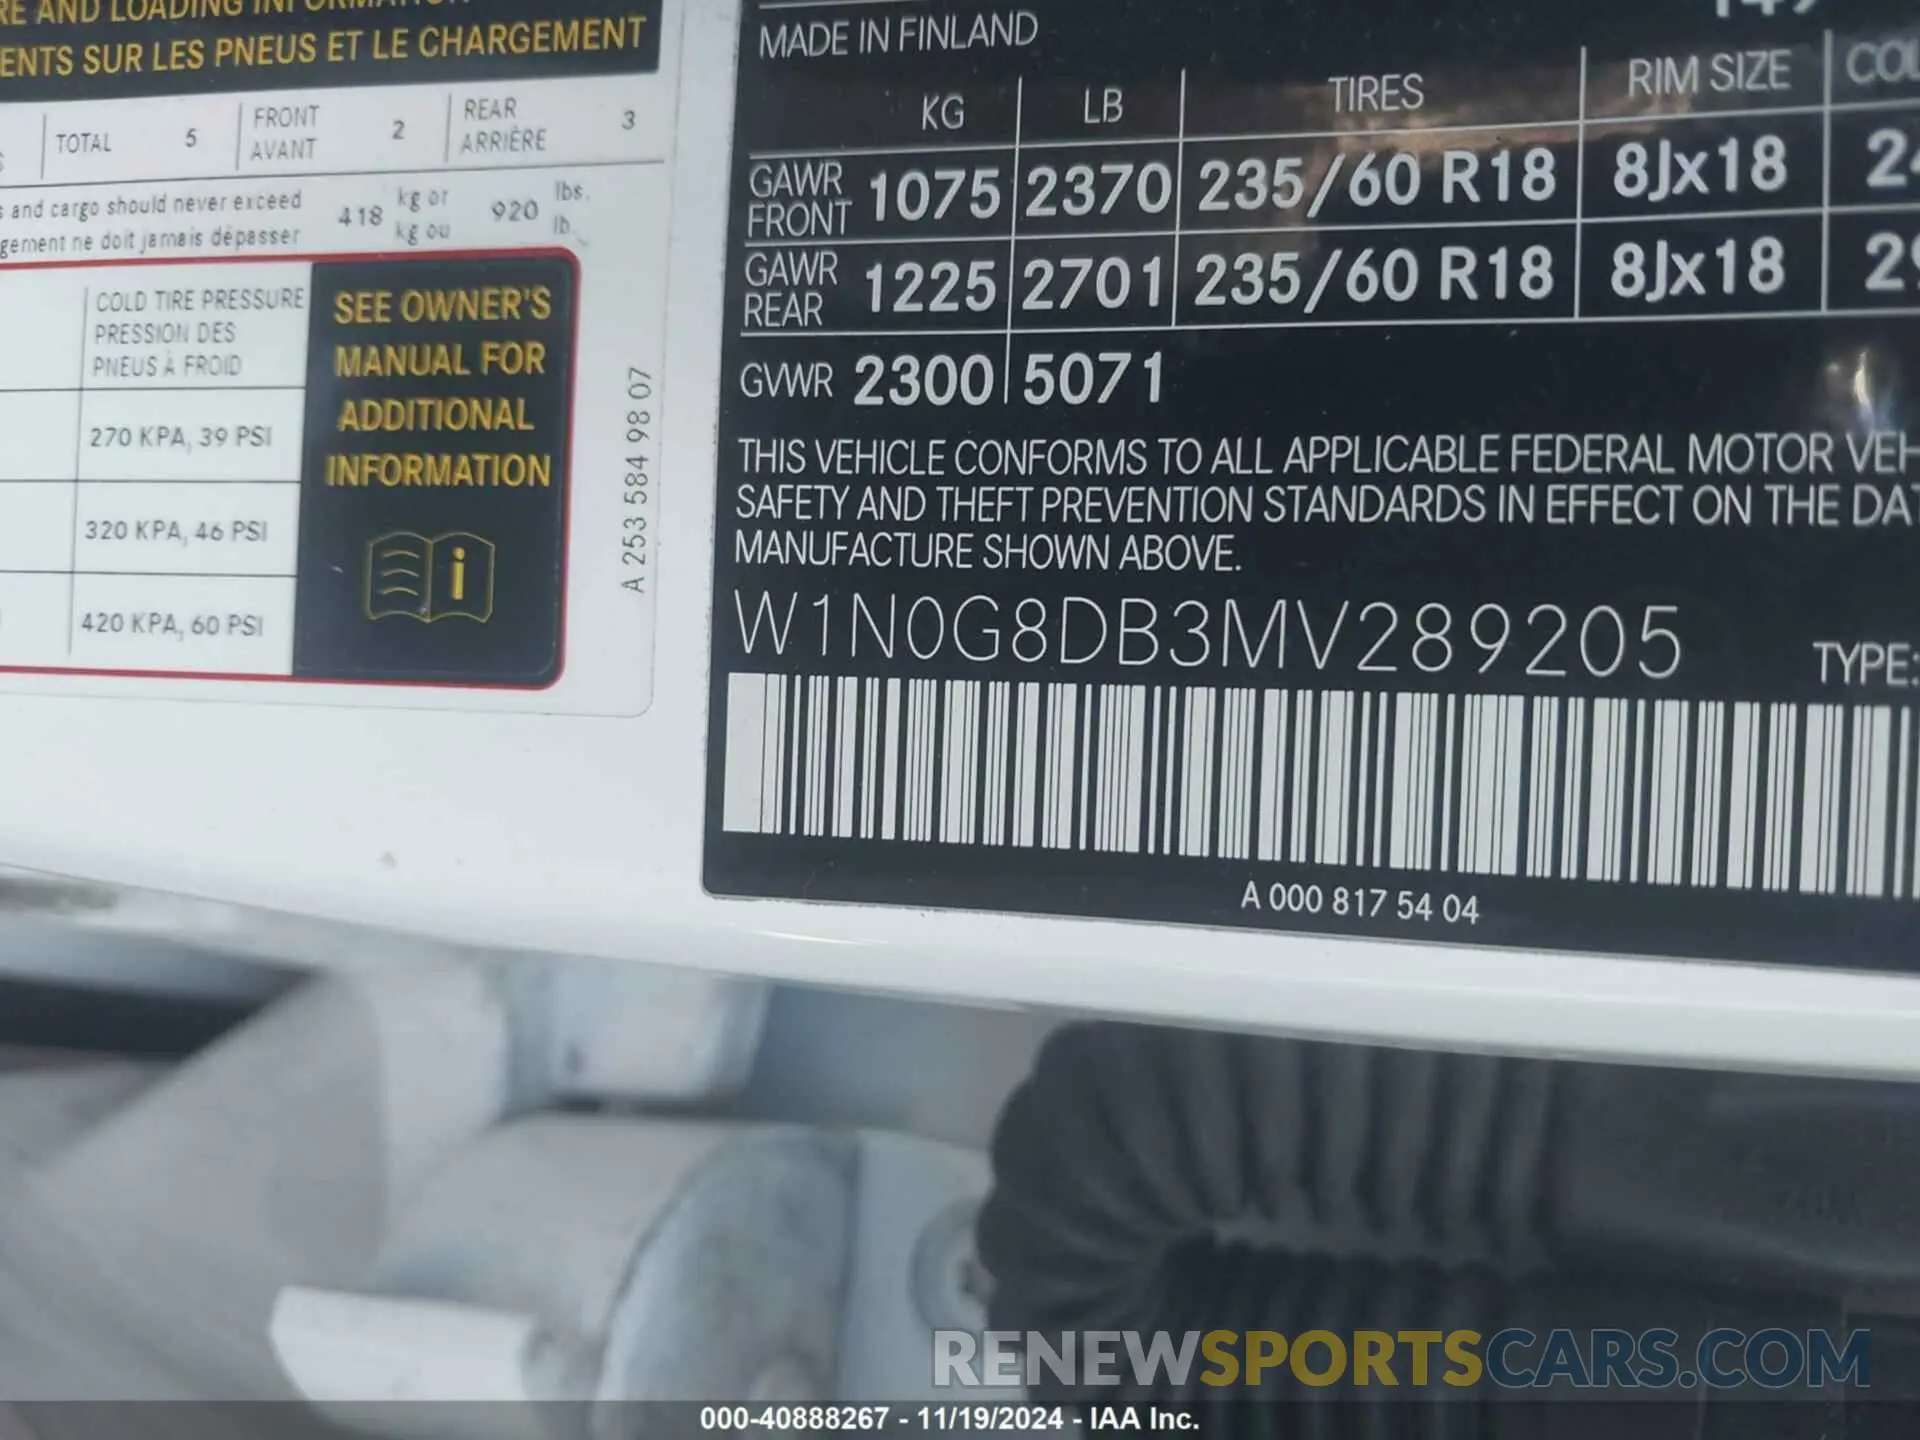 AND LOADING
SUR LES PNEUS ET LE CHARGEMENT
TOTAL 5
FRONT 2
AVANT
REAR 3
ARRIÈRE
and cargo should never exceed 418 kg or 920 lbs.
ne doit jamais dépasser kg ou lb.
COLD TIRE PRESSURE
PRESSION DES
PNEUS À FROID
270 KPA, 39 PSI
320 KPA, 46 PSI
420 KPA, 60 PSI
SEE OWNER'S
MANUAL FOR
ADDITIONAL
INFORMATION
i
A 253 584 98 07
MADE IN FINLAND
KG LB TIRES RIM SIZE
GAWR
FRONT 1075 2370 235/60 R18 8Jx18
GAWR
REAR 1225 2701 235/60 R18 8Jx18
GVWR 2300 5071
THIS VEHICLE CONFORMS TO ALL APPLICABLE FEDERAL MOTOR
SAFETY AND THEFT PREVENTION STANDARDS IN EFFECT ON THE
MANUFACTURE SHOWN ABOVE.
W1N0G8DB3MV289205
TYPE:
A 000 817 54 04
RENEWSPORTSCARS.COM
000-40888267 - 11/19/2024 - IAA Inc.